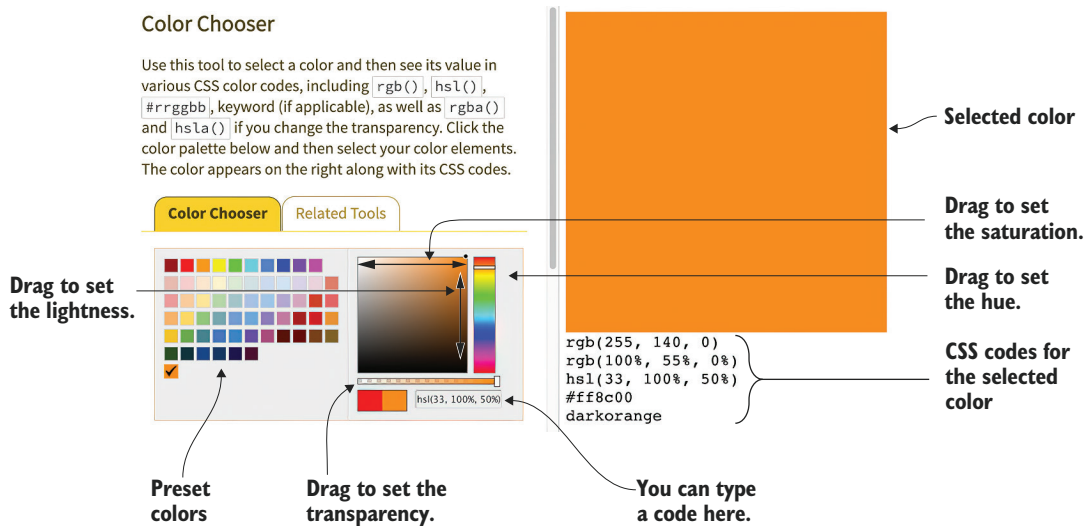 Color Chooser
Use this tool to select a color and then see its value in
various CSS color codes, including rgb(), hsl(),
#rrggbb, keyword (if applicable), as well as rgba()
and hsla() if you change the transparency. Click the
color palette below and then select your color elements.
The color appears on the right along with its CSS codes.
Color Chooser
Related Tools
Drag to set
the lightness.
hsl(33, 100%, 50%)
Preset
colors
Drag to set the
transparency.
You can type
a code here.
Selected color
Drag to set
the saturation.
Drag to set
the hue.
rgb(255, 140, 0)
rgb(100%, 55%, 0%)
hsl(33, 100%, 50%)
#ff8c00
darkorange
CSS codes for
the selected
color